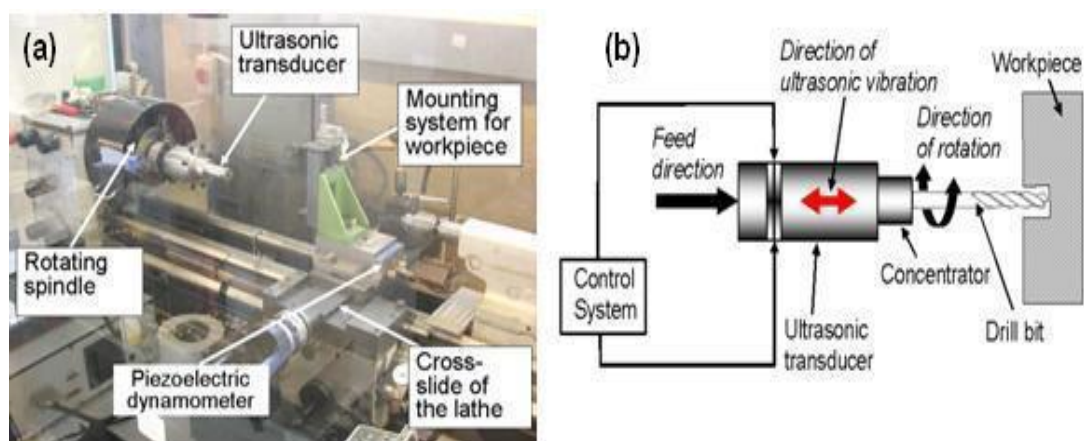 (a)
Ultrasonic
transducer
Mounting
system for
workpiece
Rotating
spindle
Piezoelectric
dynamometer
Cross-
slide of
the lathe
(b)
Direction of
ultrasonic vibration
Workpiece
Feed
direction
Direction
of rotation
Control
System
Concentrator
Ultrasonic
transducer
Drill bit